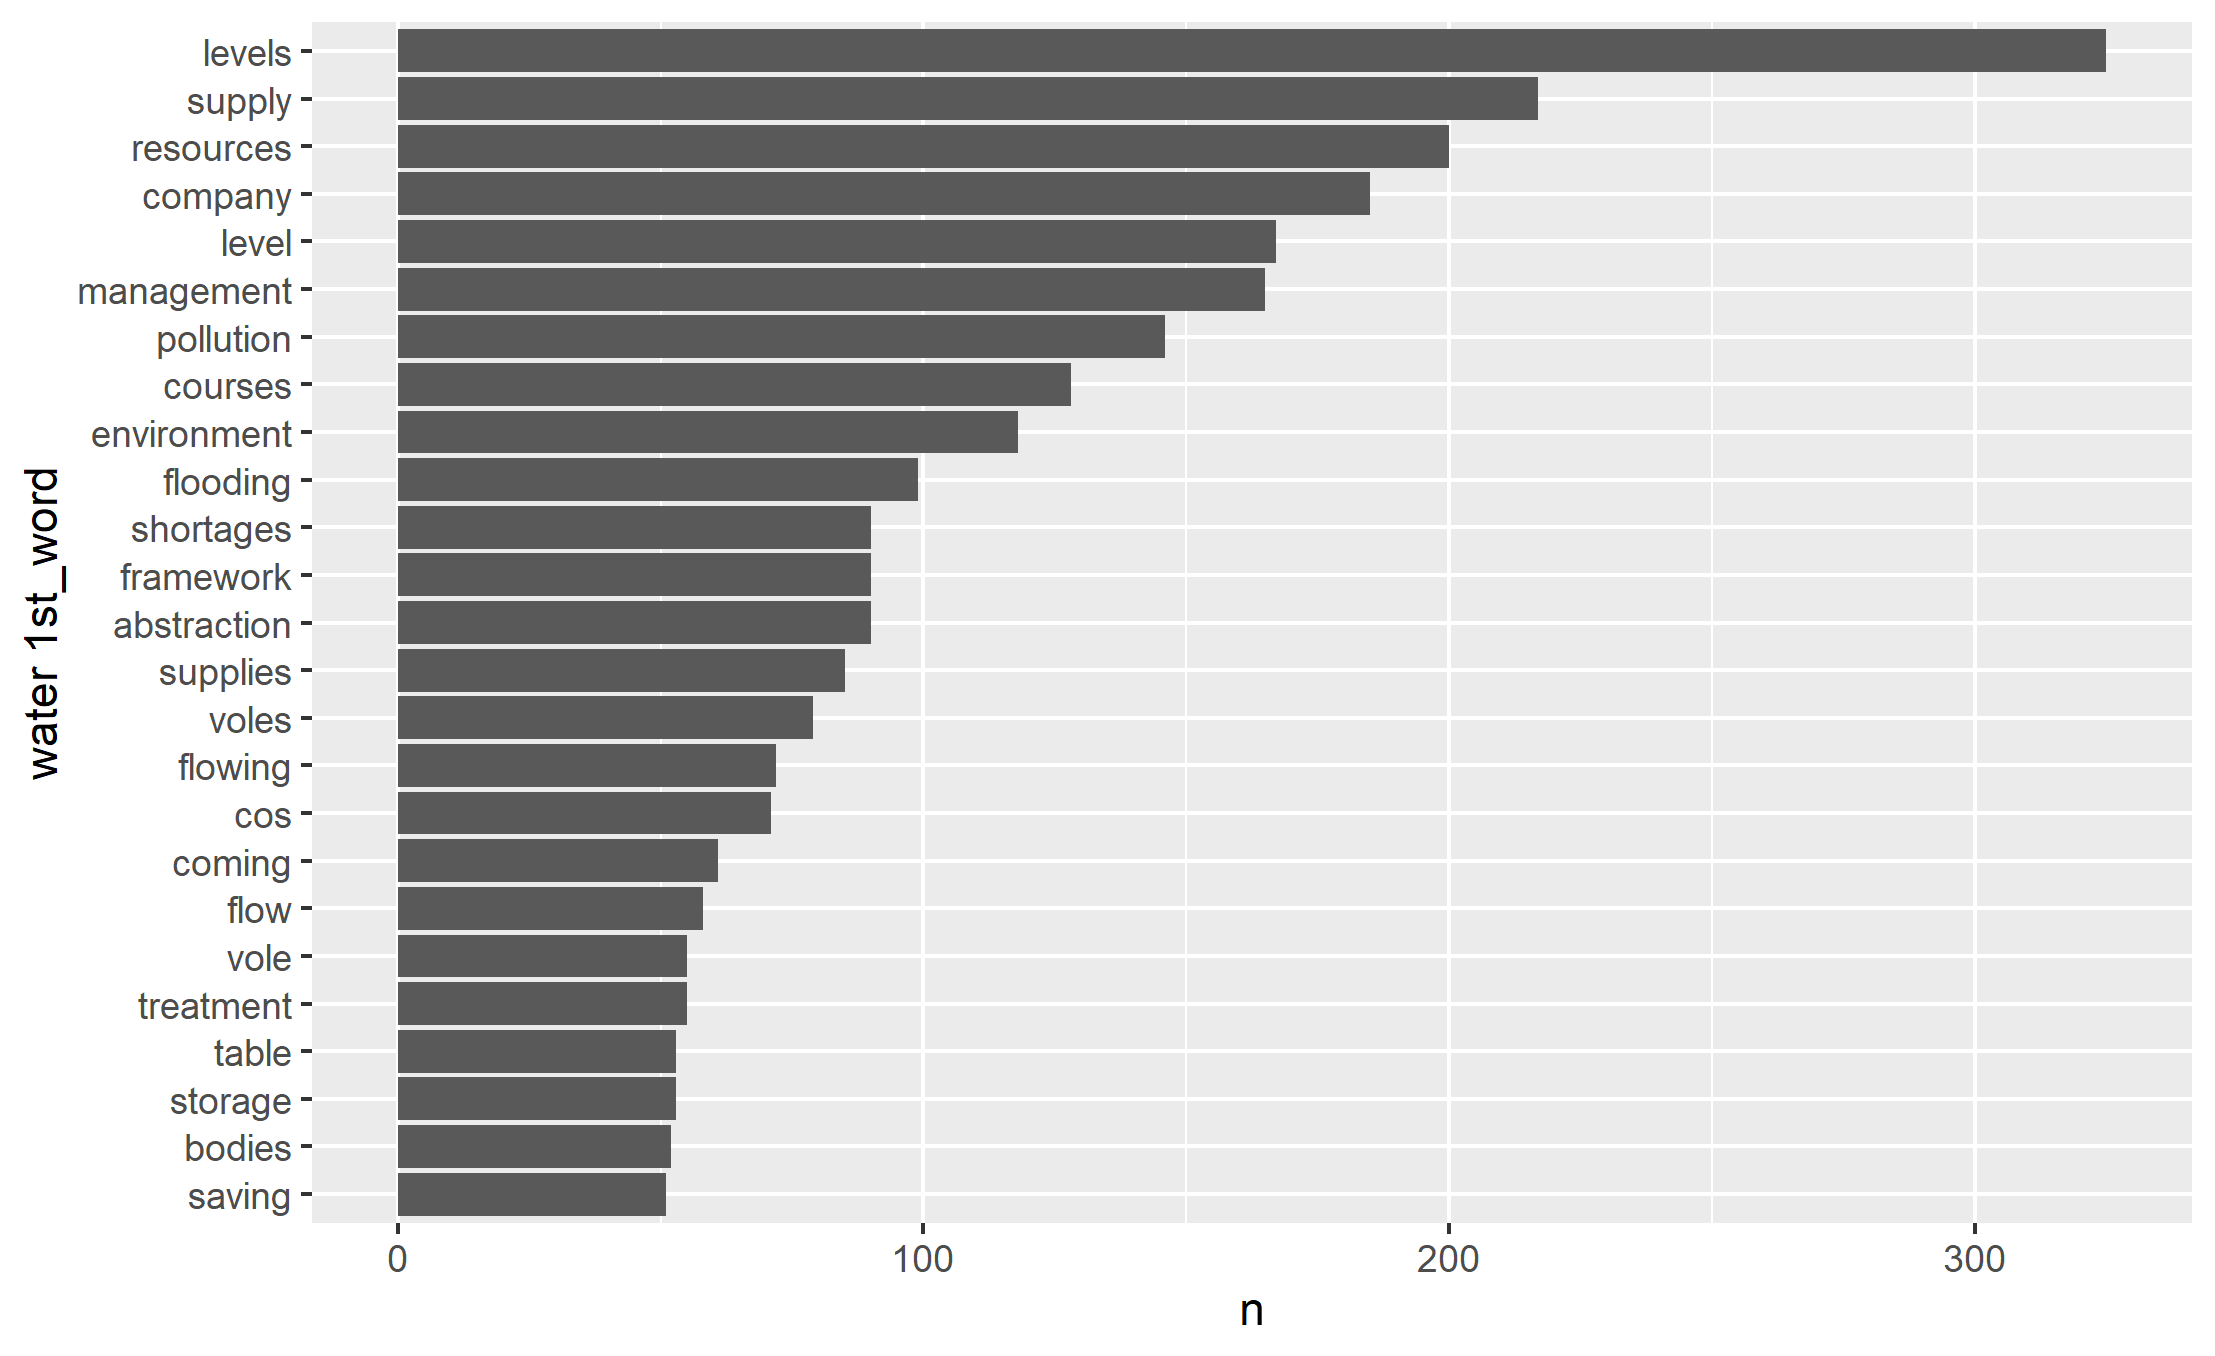 levels
supply
resources
company
level
management
pollution
courses
environment
flooding
shortages
framework
abstraction
supplies
voles
flowing
cos
coming
flow
vole
treatment
table
storage
bodies
saving
water 1st_word
0 100 200 300
n